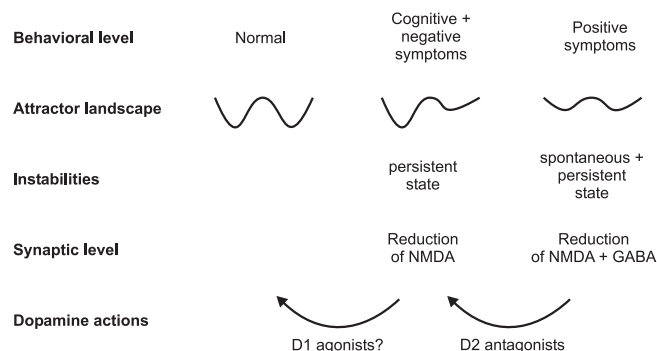 Behavioral level
Normal
Cognitive +
negative
symptoms
Positive
symptoms
Attractor landscape
Instabilities
persistent
state
spontaneous +
persistent
state
Synaptic level
Reduction
of NMDA
Reduction
of NMDA + GABA
Dopamine actions
D1 agonists?
D2 antagonists